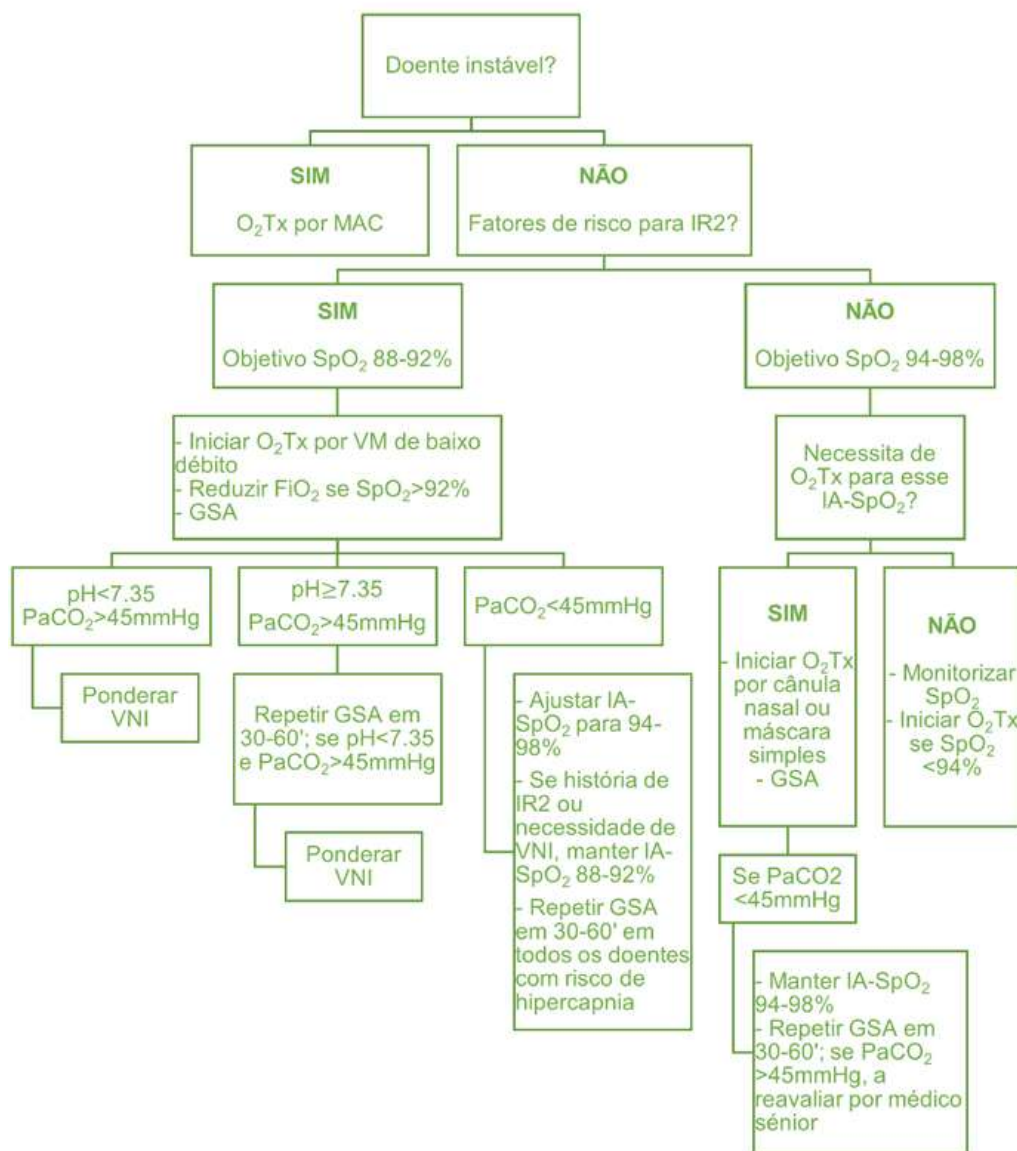 Doente instável?
SIM
O₂Tx por MAC
NÃO
Fatores de risco para IR2?
SIM
Objetivo SpO₂ 88-92%
NÃO
Objetivo SpO₂ 94-98%
- Iniciar O₂Tx por VM de baixo
débito
- Reduzir FiO₂ se SpO₂>92%
- GSA
Necessita de
O₂Tx para esse
IA-SpO₂?
pH<7.35
PaCO₂>45mmHg
pH≥7.35
PaCO₂>45mmHg
PaCO₂<45mmHg
SIM
- Iniciar O₂Tx
por cânula
nasal ou
máscara
simples
- GSA
NÃO
- Monitorizar
SpO₂
- Iniciar O₂Tx
se SpO₂
<94%
Ponderar
VNI
Repetir GSA em
30-60'; se pH<7.35
e PaCO₂>45mmHg
- Ajustar IA-
SpO₂ para 94-
98%
- Se história de
IR2 ou
necessidade de
VNI, manter IA-
SpO₂ 88-92%
- Repetir GSA
em 30-60' em
todos os doentes
com risco de
hipercapnia
Ponderar
VNI
Se PaCO2
<45mmHg
- Manter IA-SpO₂
94-98%
- Repetir GSA em
30-60'; se PaCO₂
>45mmHg, a
reavaliar por médico
sénior